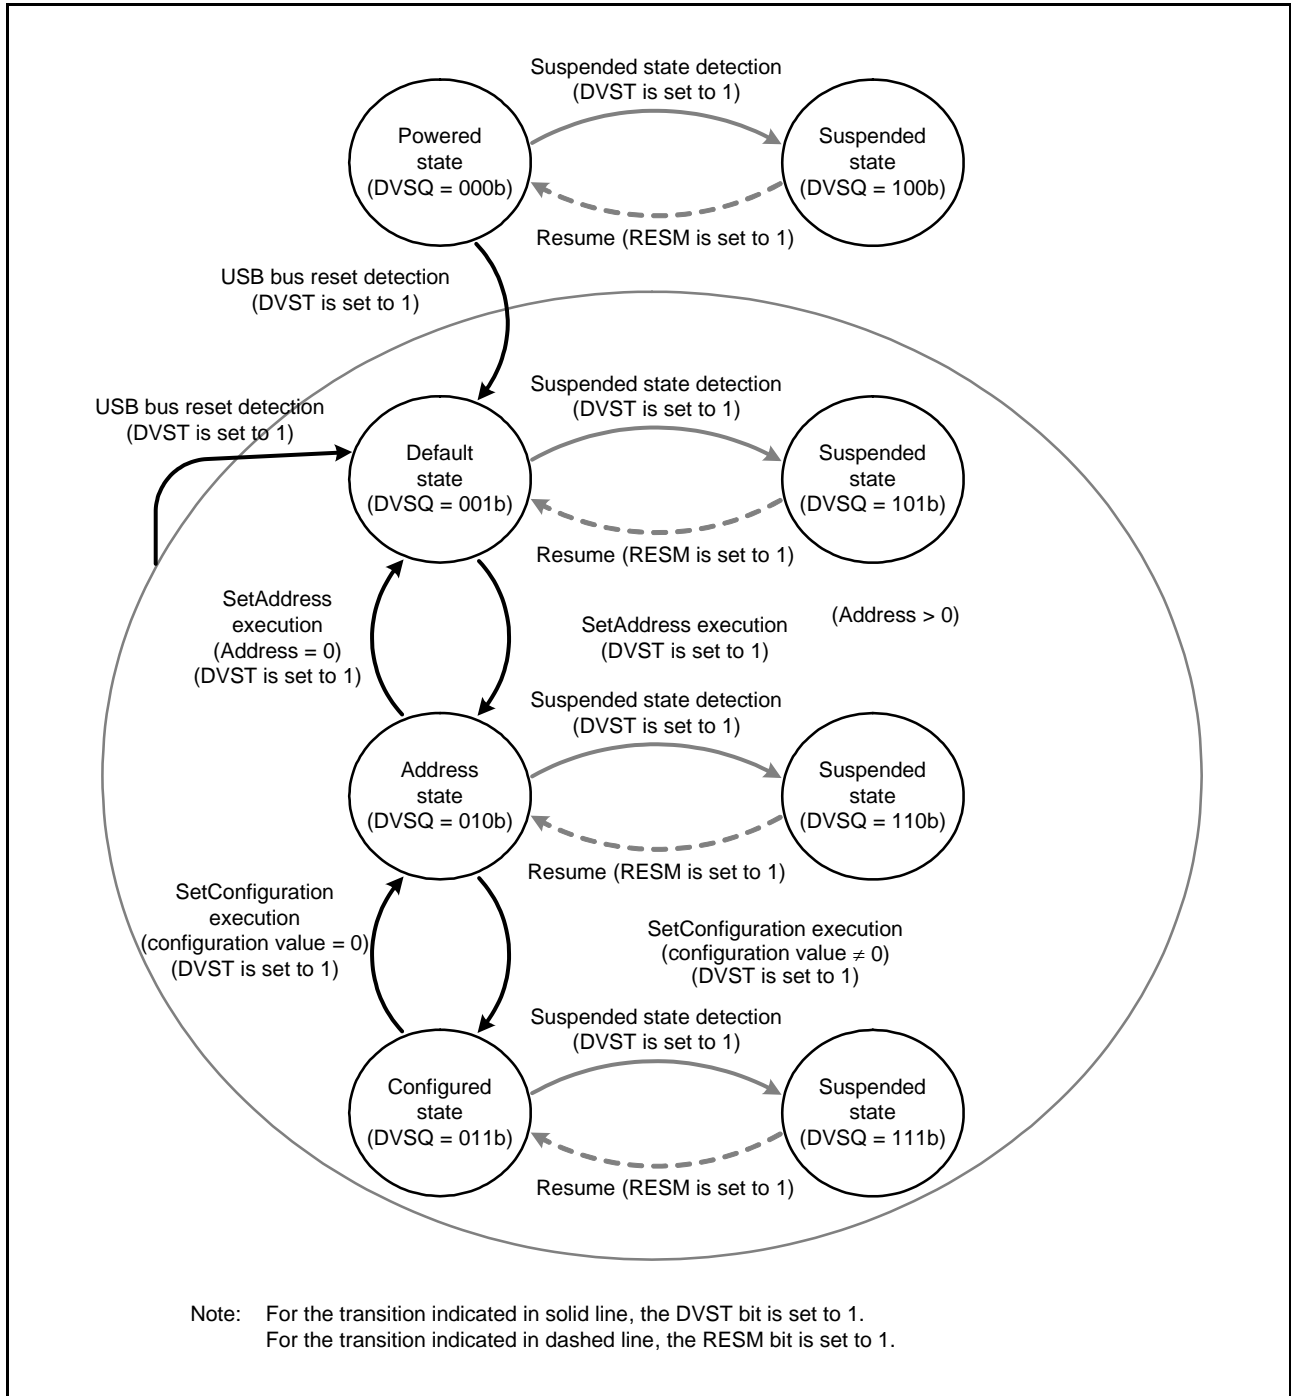 Suspended state detection
(DVST is set to 1)
Powered
state
(DVSQ = 000b)
Suspended
state
(DVSQ = 100b)
Resume (RESM is set to 1)
USB bus reset detection
(DVST is set to 1)
USB bus reset detection
(DVST is set to 1)
Suspended state detection
(DVST is set to 1)
Default
state
(DVSQ = 001b)
Suspended
state
(DVSQ = 101b)
Resume (RESM is set to 1)
SetAddress
execution
(Address = 0)
(DVST is set to 1)
SetAddress execution
(DVST is set to 1)
(Address > 0)
Suspended state detection
(DVST is set to 1)
Address
state
(DVSQ = 010b)
Suspended
state
(DVSQ = 110b)
Resume (RESM is set to 1)
SetConfiguration
execution
(configuration value = 0)
(DVST is set to 1)
SetConfiguration execution
(configuration value ≠ 0)
(DVST is set to 1)
Suspended state detection
(DVST is set to 1)
Configured
state
(DVSQ = 011b)
Suspended
state
(DVSQ = 111b)
Resume (RESM is set to 1)
Note: For the transition indicated in solid line, the DVST bit is set to 1.
For the transition indicated in dashed line, the RESM bit is set to 1.